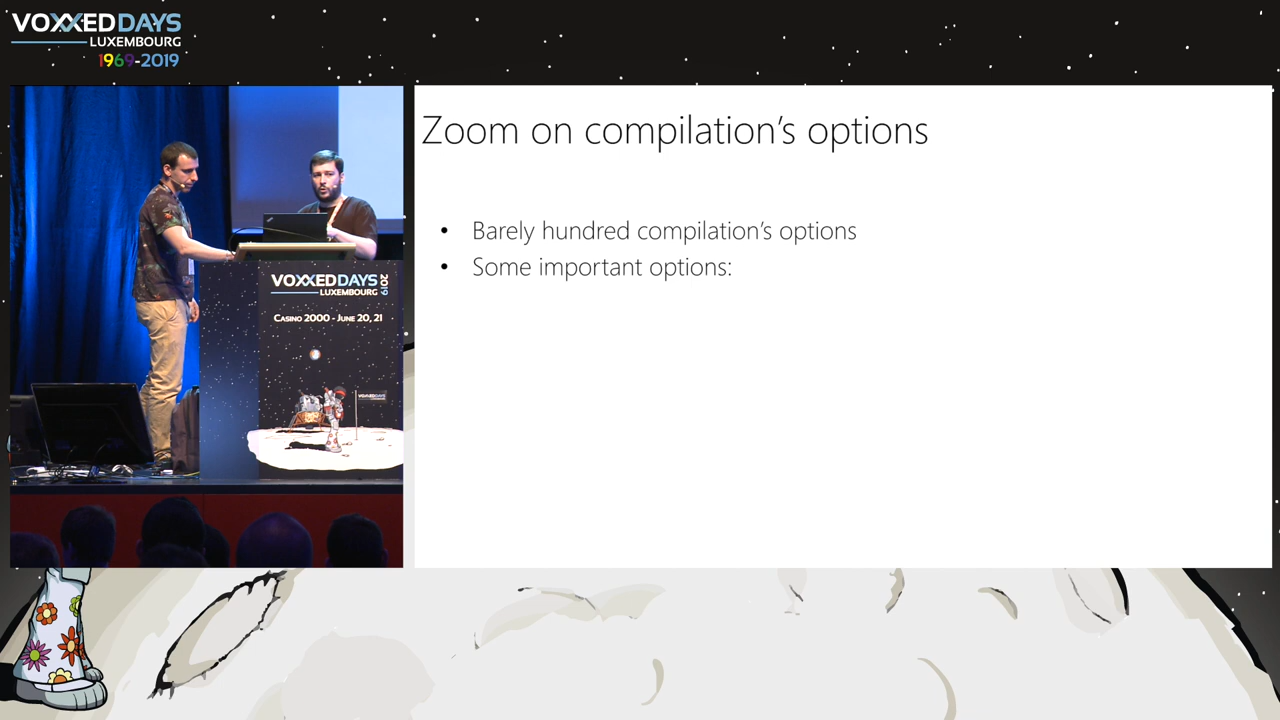 VOXXEDDAYS
LUXEMBOURG
1969-2019
Zoom on compilation's options
• Barely hundred compilation's options
• Some important options:
VOXXEDDAYS
LUXEMBOURG
2019
CASINO 2000 - JUNE 20, 21